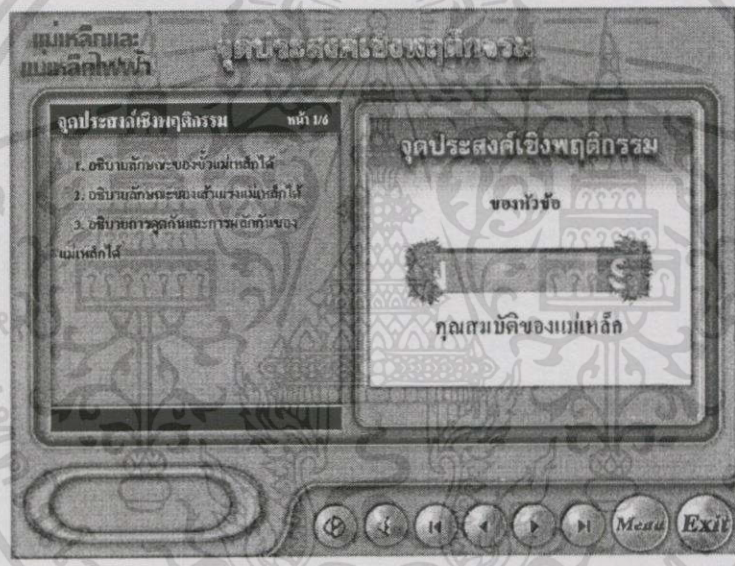 แม่เหล็กและ
แม่เหล็กไฟฟ้า
จุดประสงค์เชิงพฤติกรรม
จุดประสงค์เชิงพฤติกรรม หน้า 1/6
1. อธิบายลักษณะของขั้วแม่เหล็กได้
2. อธิบายลักษณะของเส้นแรงแม่เหล็กได้
3. อธิบายการดูดกันและการผลักกันของ
แม่เหล็กได้
จุดประสงค์เชิงพฤติกรรม
ของหัวข้อ
S
คุณสมบัติของแม่เหล็ก
Menu
Exit